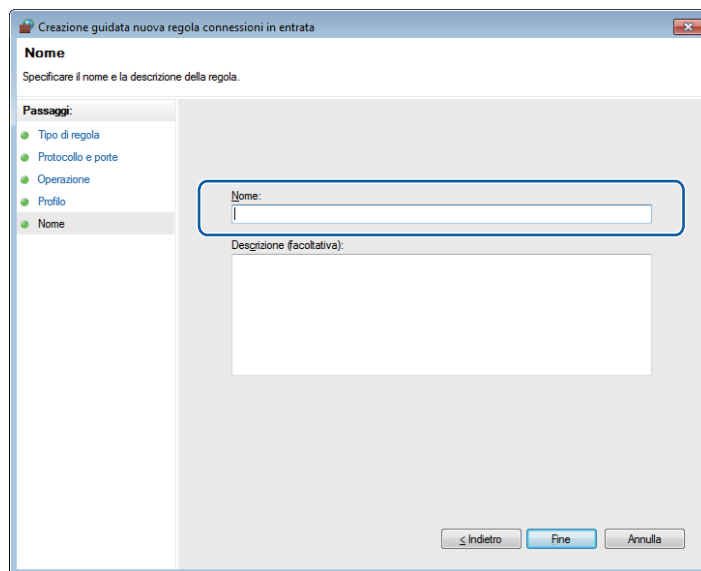 Creazione guidata nuova regola connessioni in entrata
Nome
Specificare il nome e la descrizione della regola.
Passaggi:
Tipo di regola
Protocollo e porte
Operazione
Profilo
Nome
Nome:
Descrizione (facoltativa):
< Indietro
Fine
Annulla